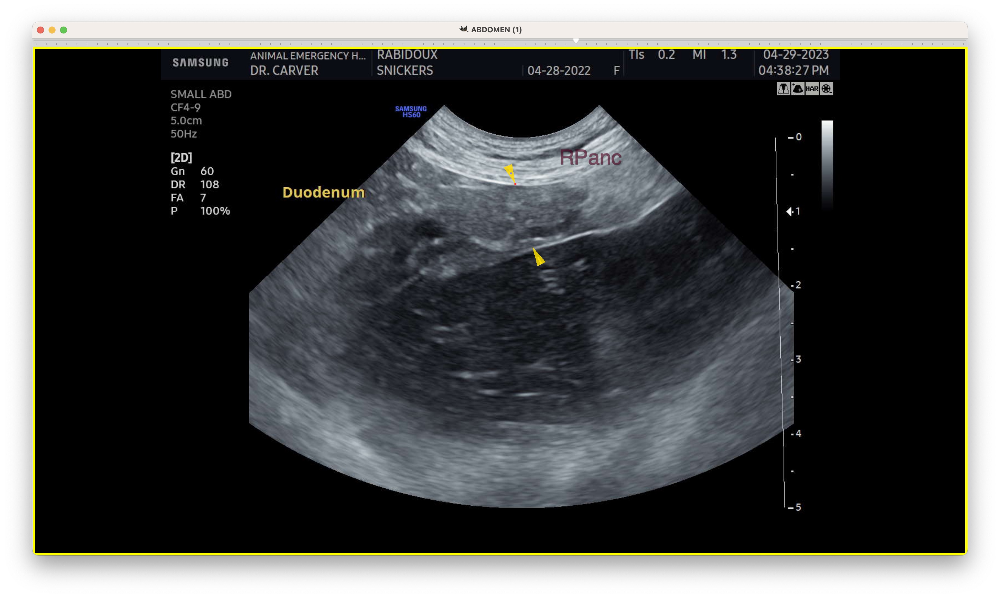 ABDOMEN (1)
SAMSUNG
ANIMAL EMERGENCY H...
DR. CARVER
RABIDOUX
SNICKERS
04-28-2022
F
TIs 0.2 MI 1.3
04-29-2023
04:38:27 PM
SMALL ABD
CF4-9
5.0cm
50Hz
[2D]
Gn 60
DR 108
FA 7
P 100%
HAR
SAMSUNG
HS60
RPanc
Duodenum
0
1
2
3
4
5